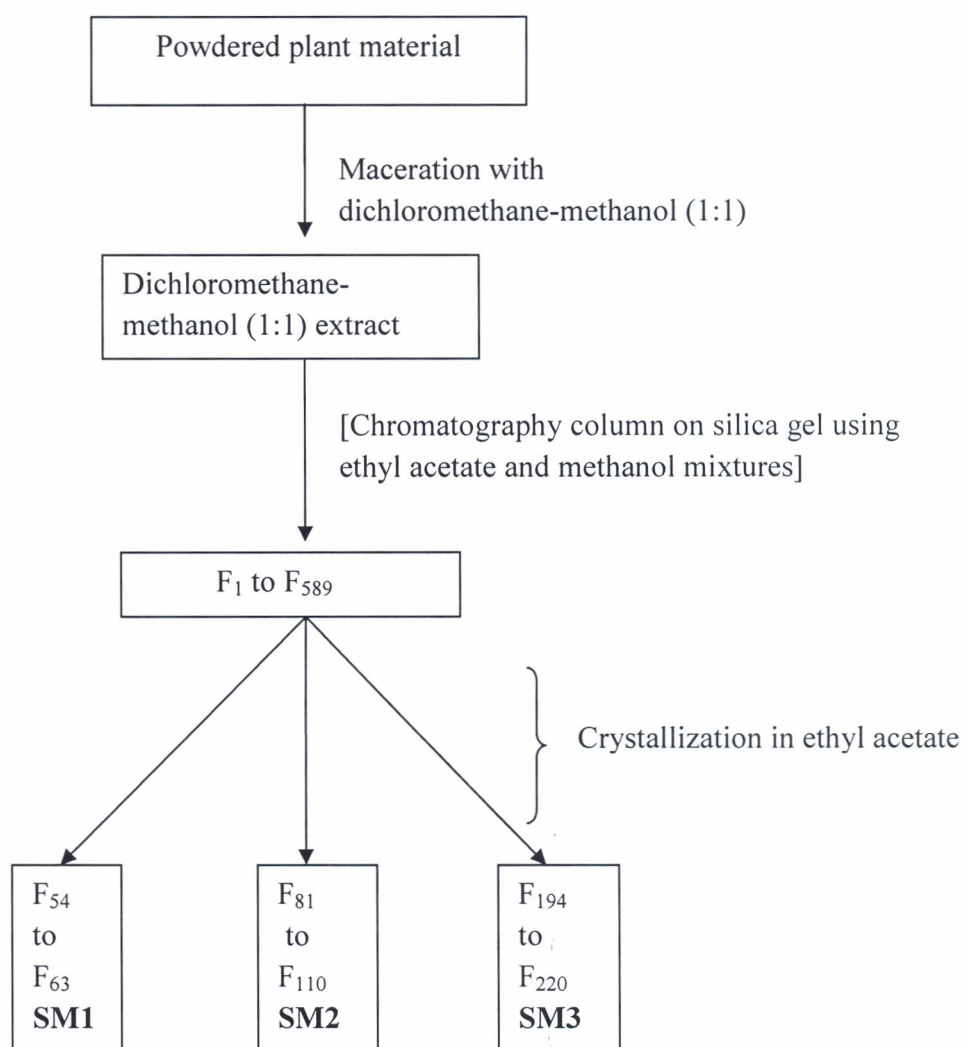 Powdered plant material
Maceration with
dichloromethane-methanol (1:1)
Dichloromethane-
methanol (1:1) extract
[Chromatography column on silica gel using
ethyl acetate and methanol mixtures]
F₁ to F₅₈₉
Crystallization in ethyl acetate
F₅₄
to
F₆₃
SM1
F₈₁
to
F₁₁₀
SM2
F₁₉₄
to
F₂₂₀
SM3